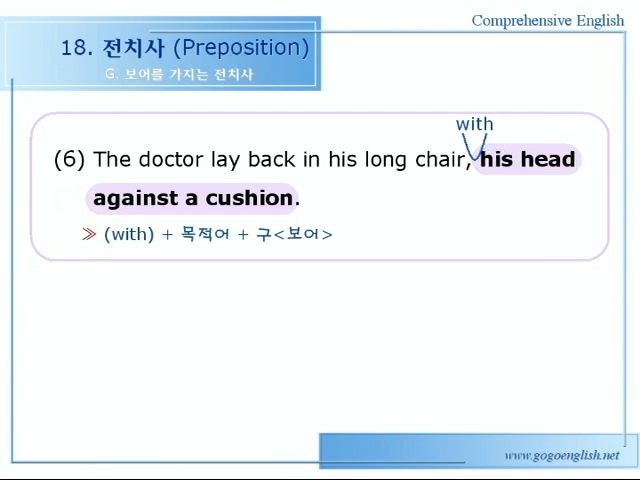 Comprehensive English
18. 전치사 (Preposition)
G. 보어를 가지는 전치사
with
(6) The doctor lay back in his long chair, his head
against a cushion.
≫ (with) + 목적어 + 구<보어>
www.gogoenglish.net